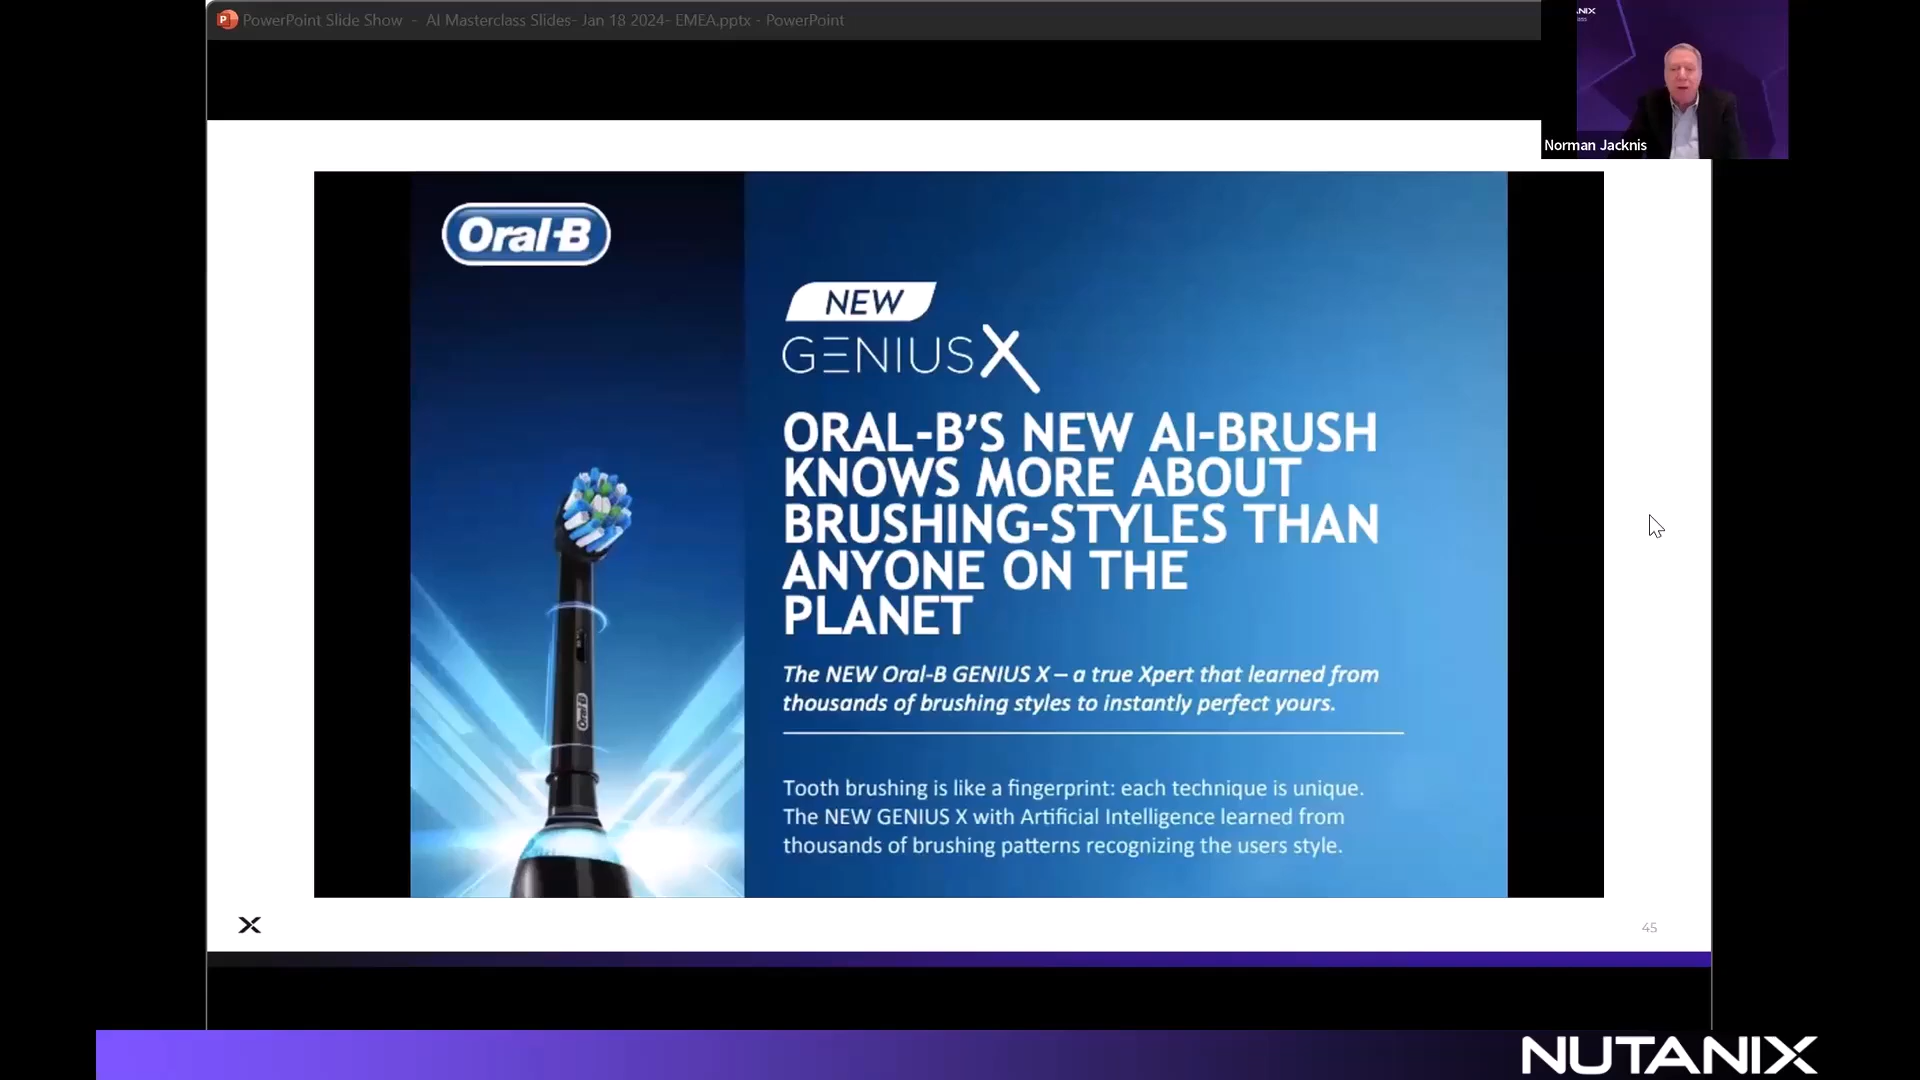 PowerPoint Slide Show - AI Masterclass Slides- Jan 18 2024- EMEA.pptx - PowerPoint
Norman Jacknis
Oral-B
NEW
GENIUS X
ORAL-B'S NEW AI-BRUSH
KNOWS MORE ABOUT
BRUSHING-STYLES THAN
ANYONE ON THE
PLANET
The NEW Oral-B GENIUS X – a true Xpert that learned from
thousands of brushing styles to instantly perfect yours.
Tooth brushing is like a fingerprint: each technique is unique.
The NEW GENIUS X with Artificial Intelligence learned from
thousands of brushing patterns recognizing the users style.
Oral-B
45
NUTANIX